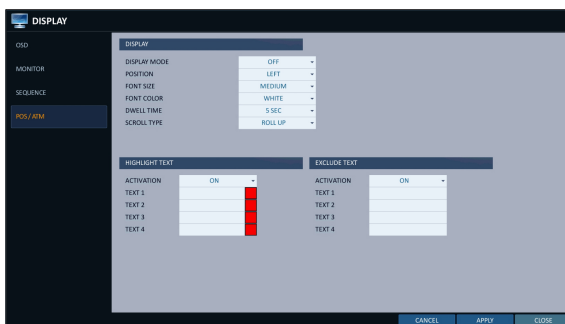 DISPLAY
OSD
MONITOR
SEQUENCE
POS / ATM
DISPLAY
DISPLAY MODE OFF
POSITION LEFT
FONT SIZE MEDIUM
FONT COLOR WHITE
DWELL TIME 5 SEC
SCROLL TYPE ROLL UP
HIGHLIGHT TEXT
ACTIVATION ON
TEXT 1
TEXT 2
TEXT 3
TEXT 4
EXCLUDE TEXT
ACTIVATION ON
TEXT 1
TEXT 2
TEXT 3
TEXT 4
CANCEL APPLY CLOSE